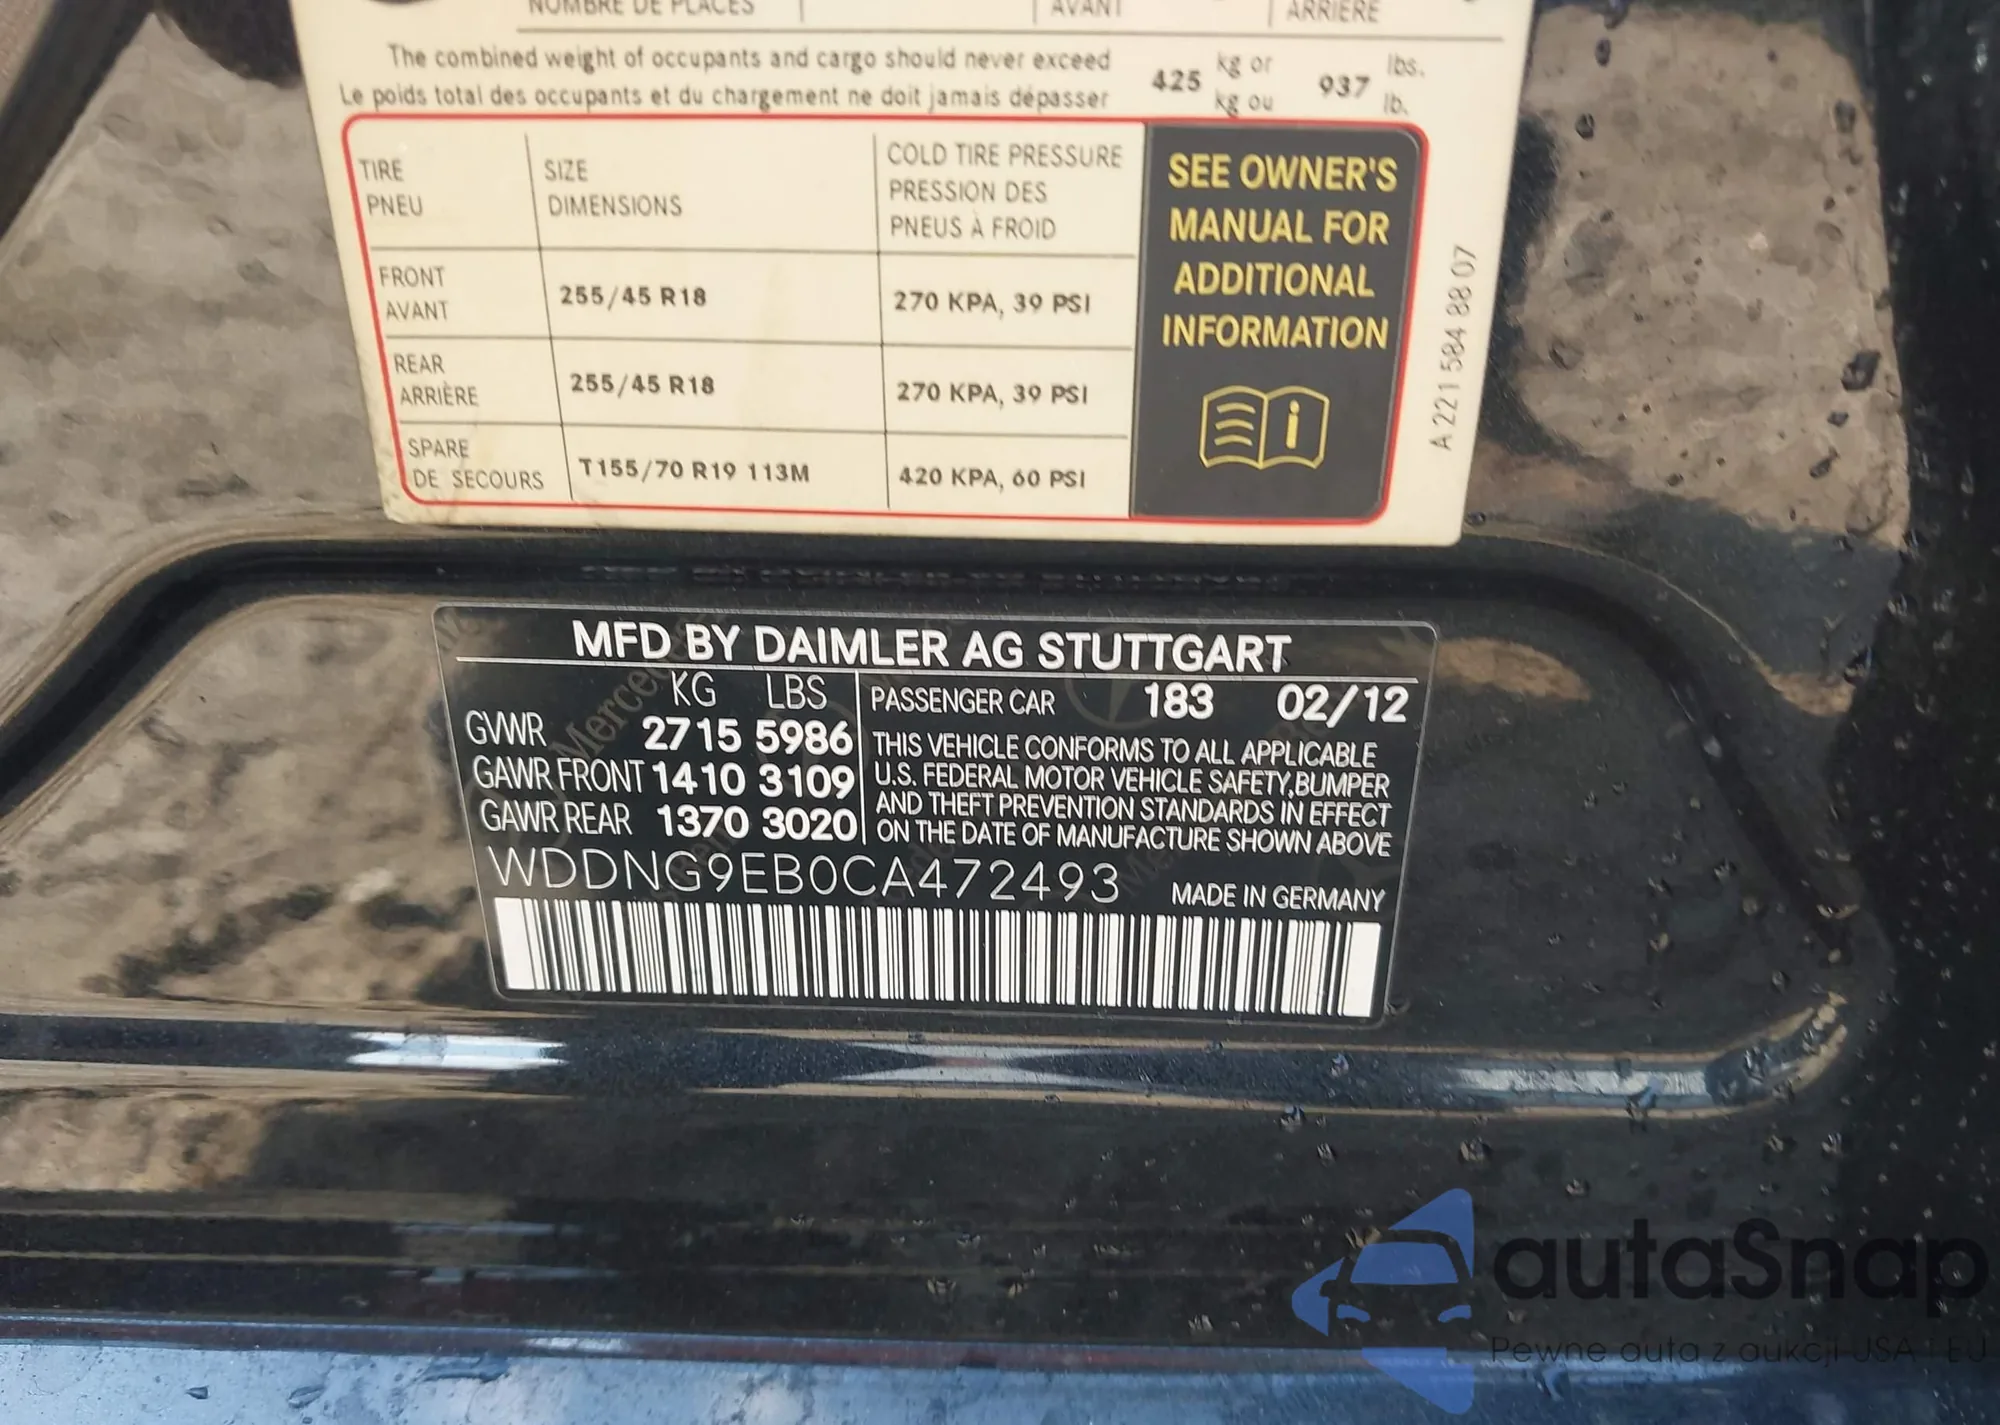 NOMBRE DE PLACES AVANT ARRIÈRE
The combined weight of occupants and cargo should never exceed 425 kg or 937 lbs.
Le poids total des occupants et du chargement ne doit jamais dépasser kg ou lb.
TIRE SIZE COLD TIRE PRESSURE
PNEU DIMENSIONS PRESSION DES
PNEUS À FROID
FRONT 255/45 R18 270 KPA, 39 PSI
AVANT
REAR 255/45 R18 270 KPA, 39 PSI
ARRIÈRE
SPARE T155/70 R19 113M 420 KPA, 60 PSI
DE SECOURS
SEE OWNER'S
MANUAL FOR
ADDITIONAL
INFORMATION
A 221 584 88 07
MFD BY DAIMLER AG STUTTGART
KG LBS PASSENGER CAR 183 02/12
GVWR 2715 5986
GAWR FRONT 1410 3109
GAWR REAR 1370 3020
THIS VEHICLE CONFORMS TO ALL APPLICABLE
U.S. FEDERAL MOTOR VEHICLE SAFETY,BUMPER
AND THEFT PREVENTION STANDARDS IN EFFECT
ON THE DATE OF MANUFACTURE SHOWN ABOVE
WDDNG9EB0CA472493 MADE IN GERMANY
autaSnap
Pewne auta z aukcji USA i EU